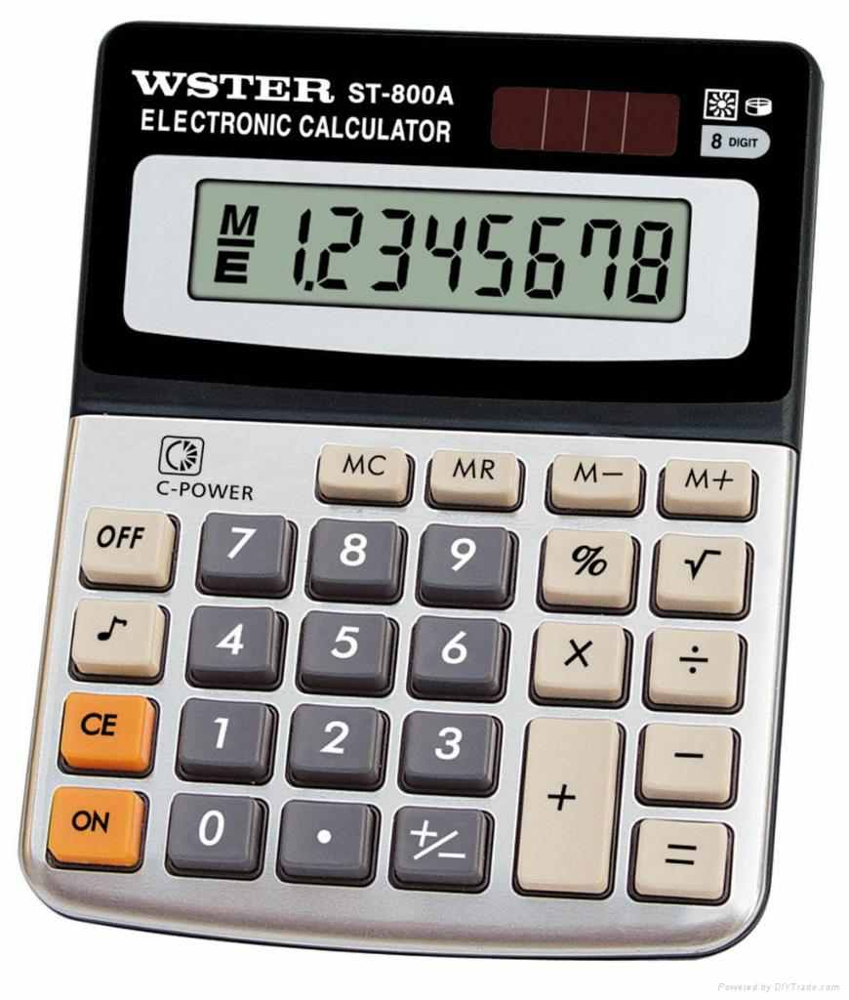 WSTER ST-800A
ELECTRONIC CALCULATOR
8 DIGIT
M
E
1.2345678
C-POWER
MC MR M− M+
OFF 7 8 9 % √
♪ 4 5 6 × ÷
CE 1 2 3 + −
ON 0 . +/− =
Powered by DIYTrade.com